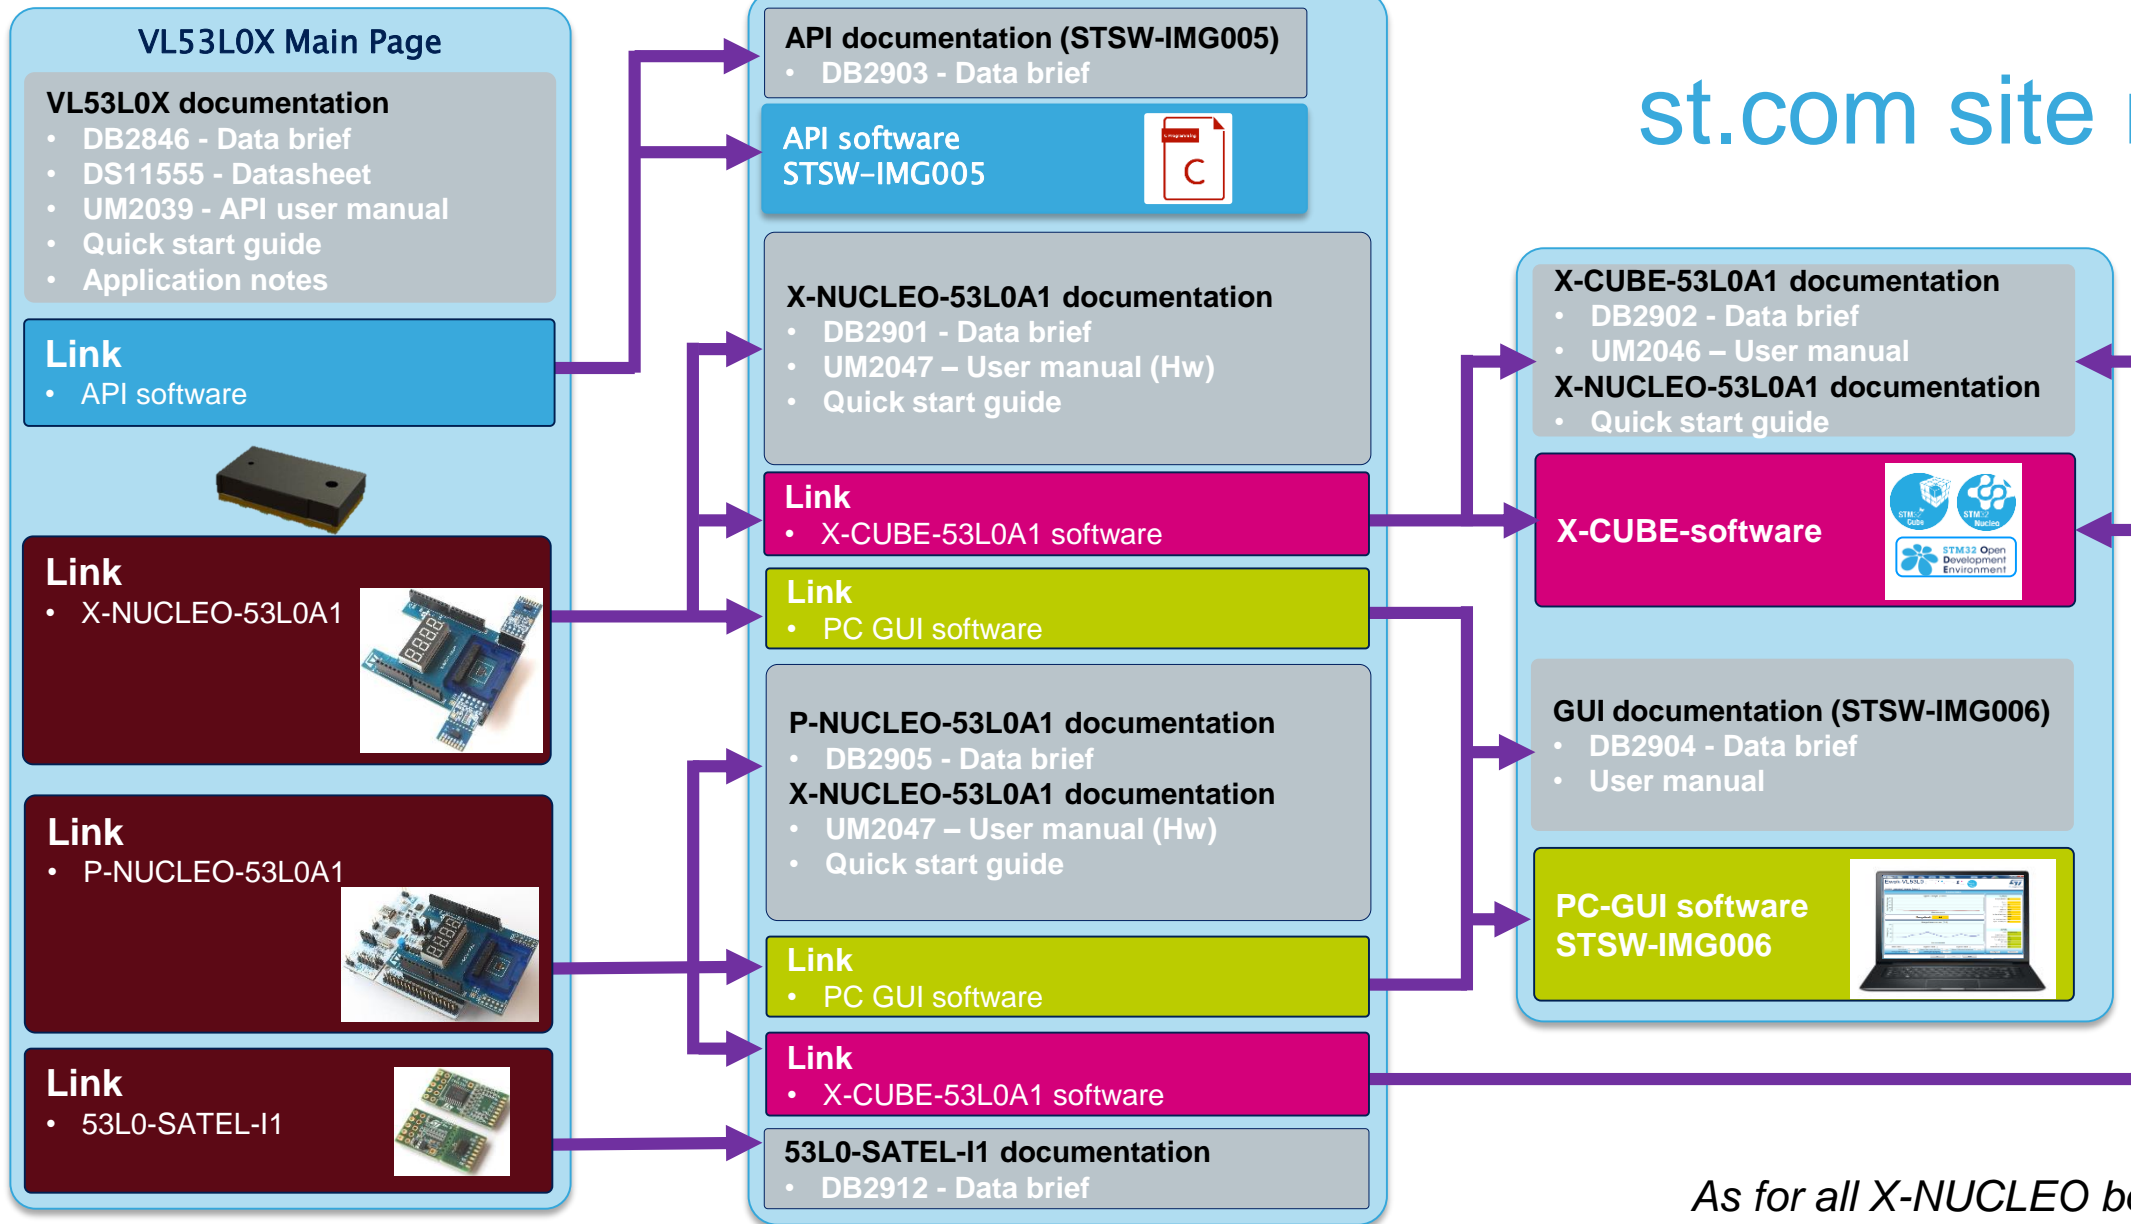 VL53L0X Main Page
VL53L0X documentation
• DB2846 - Data brief
• DS11555 - Datasheet
• UM2039 - API user manual
• Quick start guide
• Application notes
Link
• API software
Link
• X-NUCLEO-53L0A1
Link
• P-NUCLEO-53L0A1
Link
• 53L0-SATEL-I1
API documentation (STSW-IMG005)
• DB2903 - Data brief
API software
STSW-IMG005
C
X-NUCLEO-53L0A1 documentation
• DB2901 - Data brief
• UM2047 – User manual (Hw)
• Quick start guide
Link
• X-CUBE-53L0A1 software
Link
• PC GUI software
P-NUCLEO-53L0A1 documentation
• DB2905 - Data brief
X-NUCLEO-53L0A1 documentation
• UM2047 – User manual (Hw)
• Quick start guide
Link
• PC GUI software
Link
• X-CUBE-53L0A1 software
53L0-SATEL-I1 documentation
• DB2912 - Data brief
st.com site
X-CUBE-53L0A1 documentation
• DB2902 - Data brief
• UM2046 – User manual
X-NUCLEO-53L0A1 documentation
• Quick start guide
X-CUBE-software
STM32
Cube
STM32
Nucleo
STM32 Open
Development
Environment
GUI documentation (STSW-IMG006)
• DB2904 - Data brief
• User manual
PC-GUI software
STSW-IMG006
As for all X-NUCLEO